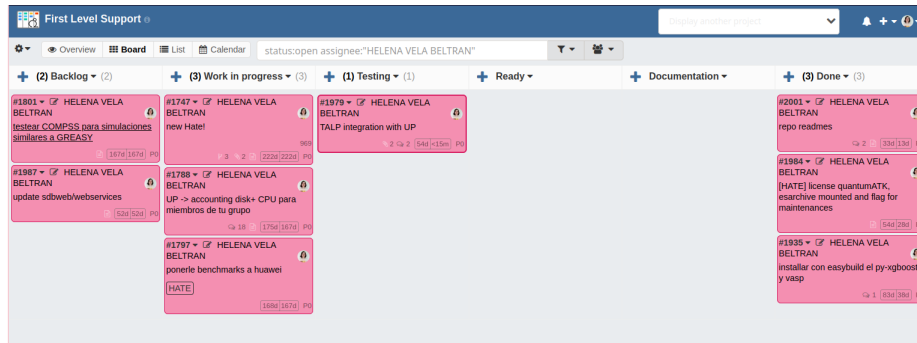 First Level Support
Display another project
Overview Board List Calendar
status:open assignee:"HELENA VELA BELTRAN"
(2) Backlog (2)
(3) Work in progress (3)
(1) Testing (1)
Ready
Documentation
(3) Done (3)
#1801 HELENA VELA
BELTRAN
testear COMPSS para simulaciones
similares a GREASY
167d 167d P0
#1987 HELENA VELA
BELTRAN
update sdbweb/webservices
52d 52d P0
#1747 HELENA VELA
BELTRAN
new Hate!
969
3 2 222d 222d P0
#1788 HELENA VELA
BELTRAN
UP -> accounting disk+ CPU para
miembros de tu grupo
18 175d 167d P0
#1797 HELENA VELA
BELTRAN
ponerle benchmarks a huawei
HATE
168d 167d P0
#1979 HELENA VELA
BELTRAN
TALP integration with UP
2 2 54d <15m P0
#2001 HELENA VELA
BELTRAN
repo readmes
2 33d 13d
#1984 HELENA VELA
BELTRAN
[HATE] license quantumATK,
esarchive mounted and flag for
maintenances
54d 28d
#1935 HELENA VELA
BELTRAN
installar con easybuild el py-xgboost
y vasp
1 83d 38d